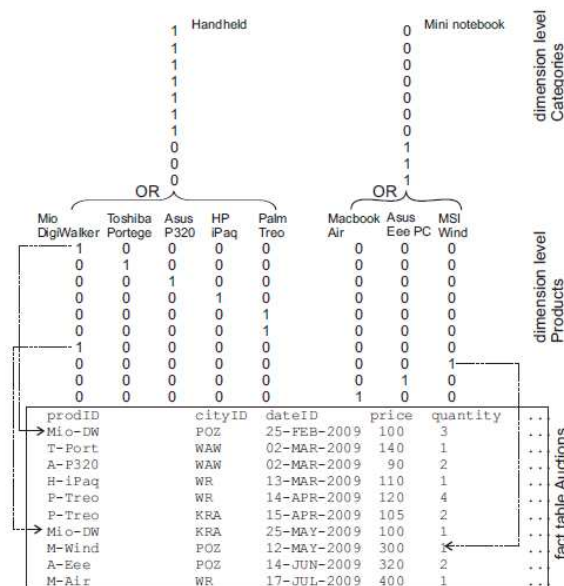 Handheld Mini notebook
1 0
1 0
1 0
1 0
1 0
1 0
1 0
0 1
0 1
0 1
dimension level
Categories
OR OR
Mio Toshiba Asus HP Palm Macbook Asus MSI
DigiWalker Portege P320 iPaq Treo Air Eee PC Wind
1 0 0 0 0 0 0 0
0 1 0 0 0 0 0 0
0 0 1 0 0 0 0 0
0 0 0 1 0 0 0 0
0 0 0 0 1 0 0 0
0 0 0 0 1 0 0 0
1 0 0 0 0 0 0 0
0 0 0 0 0 0 0 1
0 0 0 0 0 0 1 0
0 0 0 0 0 1 0 0
dimension level
Products
prodID cityID dateID price quantity ...
Mio-DW POZ 25-FEB-2009 100 3 ...
T-Port WAW 02-MAR-2009 140 1 ...
A-P320 WAW 02-MAR-2009 90 2 ...
H-iPaq WR 13-MAR-2009 110 1 ...
P-Treo WR 14-APR-2009 120 4 ...
P-Treo KRA 15-APR-2009 105 2 ...
Mio-DW KRA 25-MAY-2009 100 1 ...
M-Wind POZ 12-MAY-2009 300 1 ...
A-Eee POZ 14-JUN-2009 320 2 ...
M-Air WR 17-JUL-2009 400 1 ...
fact table Auctions